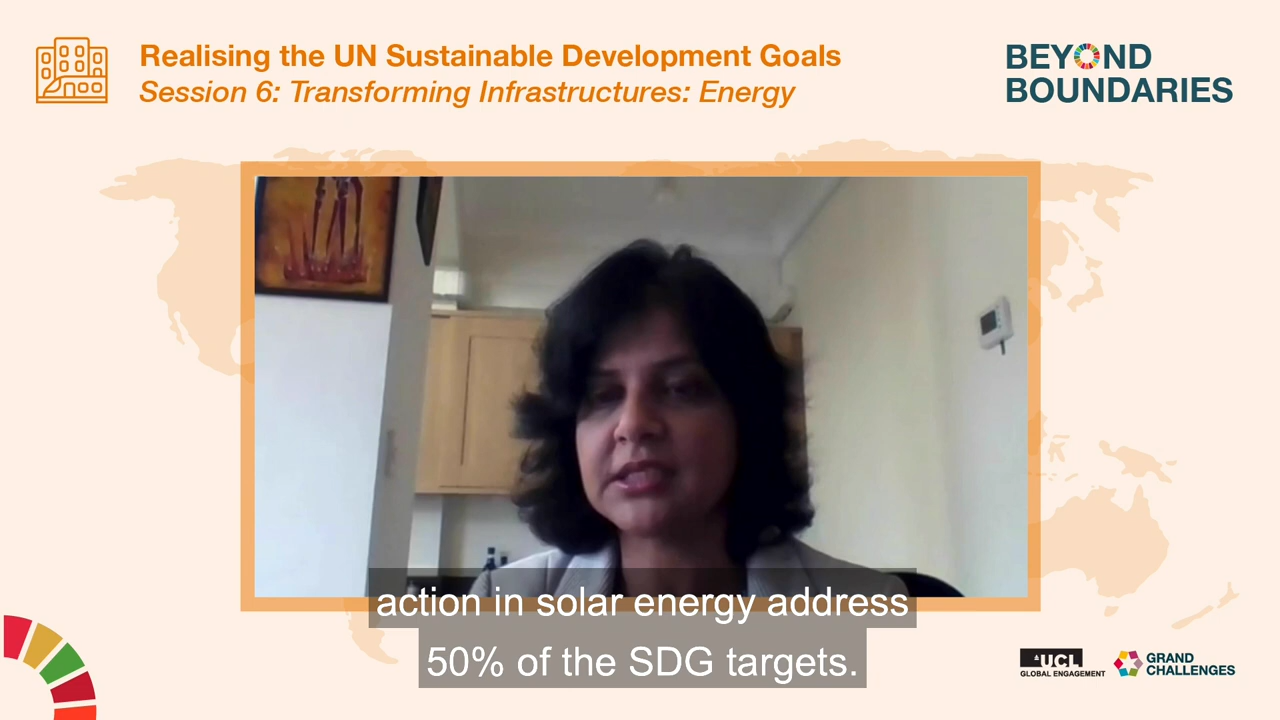 Realising the UN Sustainable Development Goals
Session 6: Transforming Infrastructures: Energy
BEYOND
BOUNDARIES
action in solar energy address
50% of the SDG targets.
UCL
GLOBAL ENGAGEMENT
GRAND
CHALLENGES